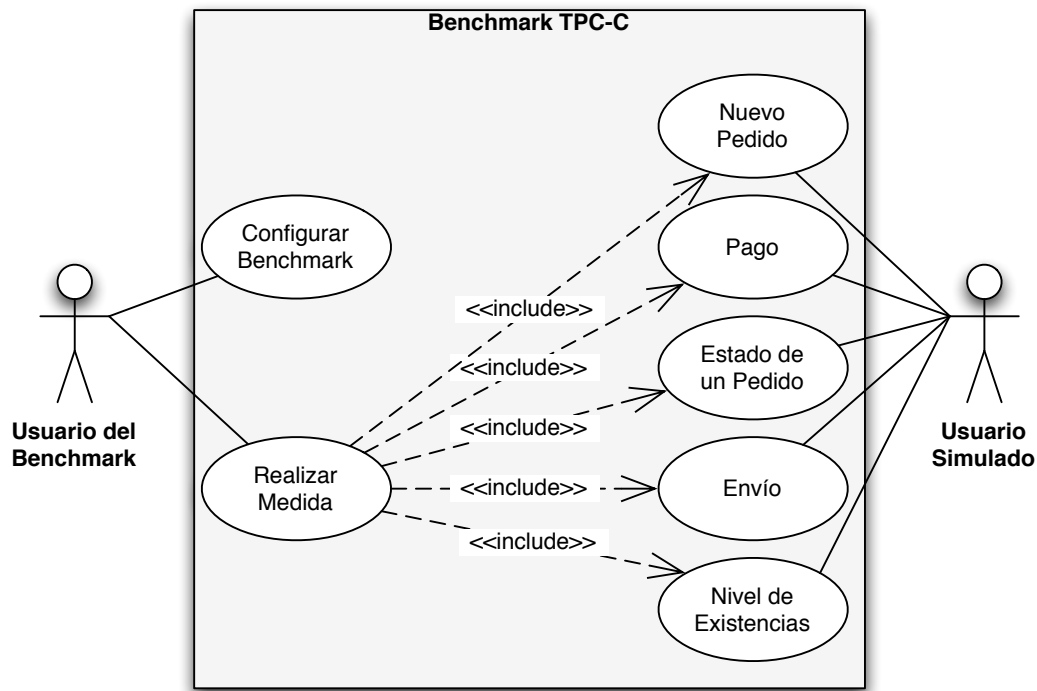 Benchmark TPC-C
Nuevo
Pedido
Configurar
Benchmark
Pago
<<include>>
<<include>>
Estado de
un Pedido
<<include>>
Usuario del
Benchmark
Usuario
Simulado
Realizar
Medida
<<include>>
Envío
<<include>>
Nivel de
Existencias